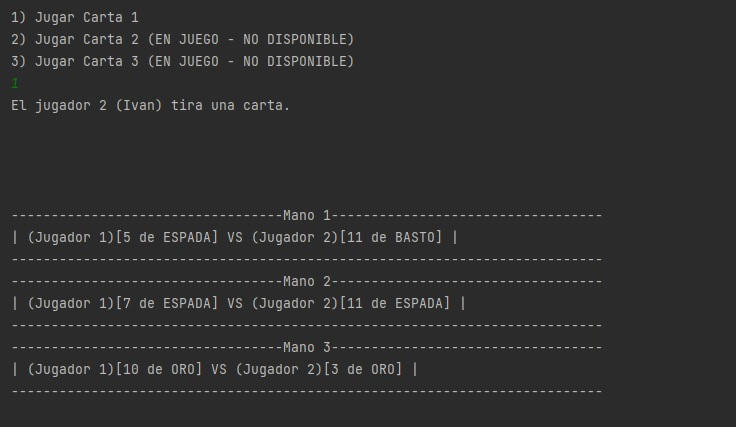 1) Jugar Carta 1
2) Jugar Carta 2 (EN JUEGO - NO DISPONIBLE)
3) Jugar Carta 3 (EN JUEGO - NO DISPONIBLE)
1
El jugador 2 (Ivan) tira una carta.
----------------------------------Mano 1----------------------------------
| (Jugador 1)[5 de ESPADA] VS (Jugador 2)[11 de BASTO] |
--------------------------------------------------------------------------
----------------------------------Mano 2----------------------------------
| (Jugador 1)[7 de ESPADA] VS (Jugador 2)[11 de ESPADA] |
--------------------------------------------------------------------------
----------------------------------Mano 3----------------------------------
| (Jugador 1)[10 de ORO] VS (Jugador 2)[3 de ORO] |
--------------------------------------------------------------------------